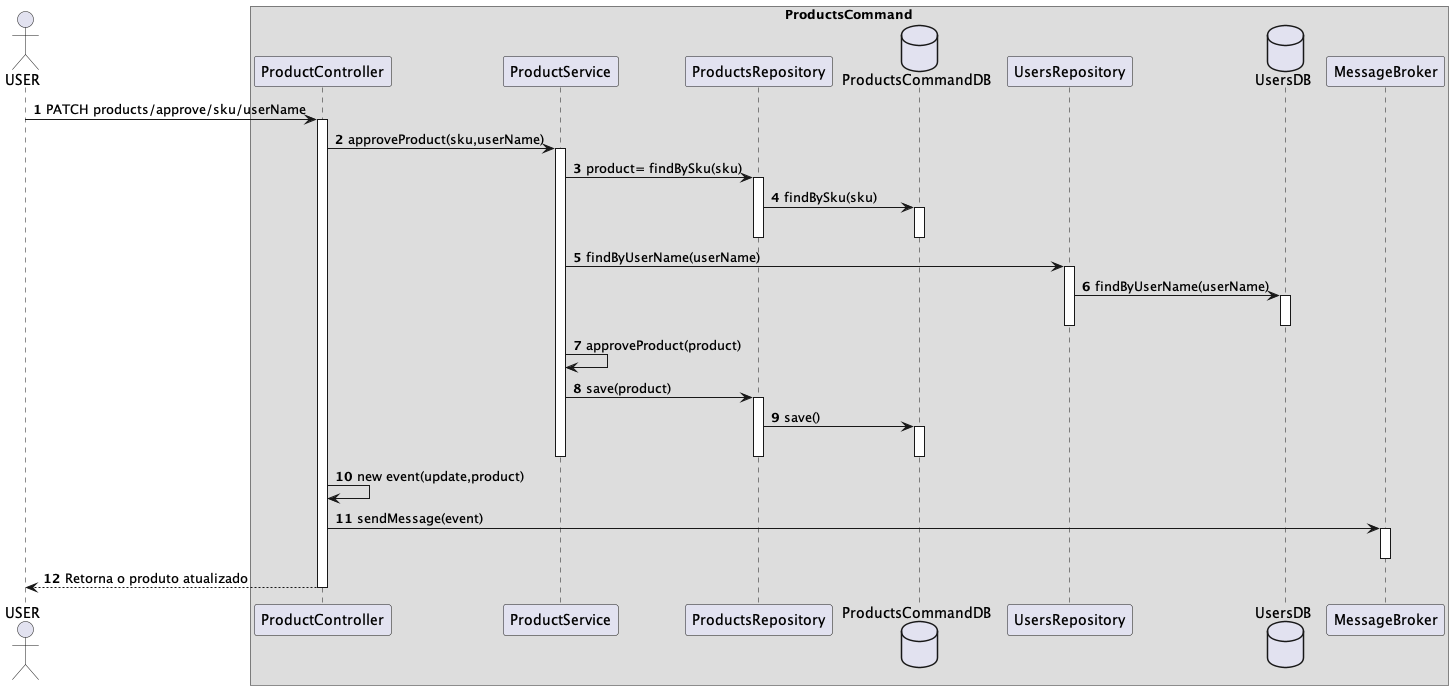 ProductsCommand
USER
ProductController
ProductService
ProductsRepository
ProductsCommandDB
UsersRepository
UsersDB
MessageBroker
1 PATCH products/approve/sku/userName
2 approveProduct(sku,userName)
3 product= findBySku(sku)
4 findBySku(sku)
5 findByUserName(userName)
6 findByUserName(userName)
7 approveProduct(product)
8 save(product)
9 save()
10 new event(update,product)
11 sendMessage(event)
12 Retorna o produto atualizado
USER
ProductController
ProductService
ProductsRepository
ProductsCommandDB
UsersRepository
UsersDB
MessageBroker